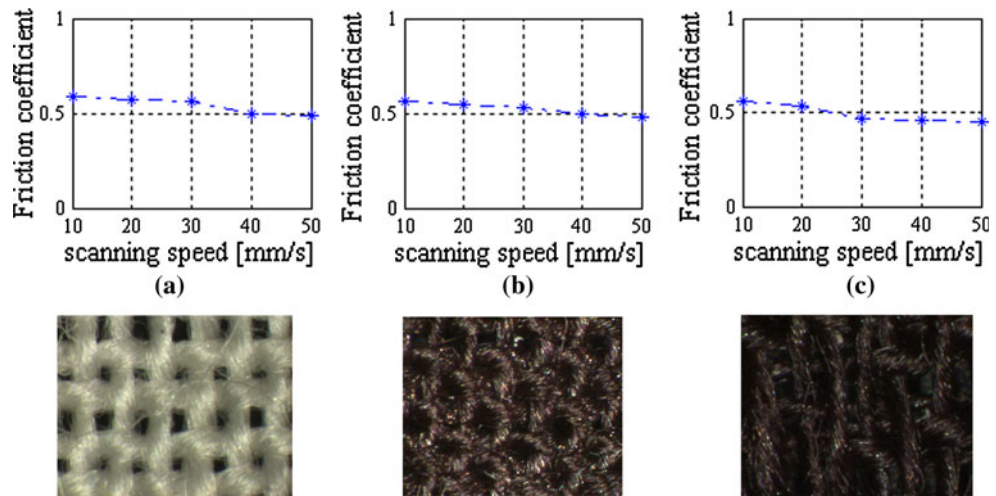 1
0.5
0
Friction coefficient
10 20 30 40 50
scanning speed [mm/s]
(a)
1
0.5
0
Friction coefficient
10 20 30 40 50
scanning speed [mm/s]
(b)
1
0.5
0
Friction coefficient
10 20 30 40 50
scanning speed [mm/s]
(c)